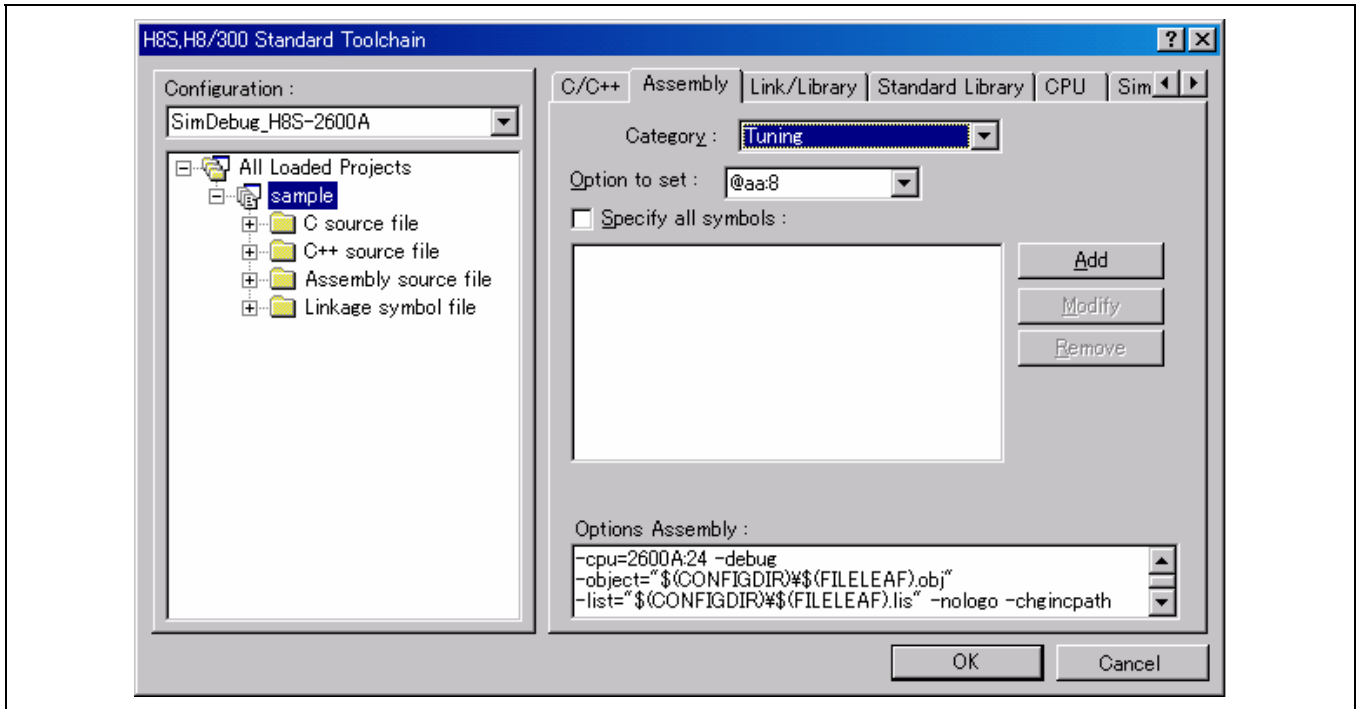 H8S,H8/300 Standard Toolchain
Configuration :
SimDebug_H8S-2600A
All Loaded Projects
sample
C source file
C++ source file
Assembly source file
Linkage symbol file
C/C++ Assembly Link/Library Standard Library CPU Sim
Category : Tuning
Option to set : @aa:8
Specify all symbols :
Add
Modify
Remove
Options Assembly :
-cpu=2600A:24 -debug
-object="$(CONFIGDIR)¥$(FILELEAF).obj"
-list="$(CONFIGDIR)¥$(FILELEAF).lis" -nologo -chgincpath
OK Cancel